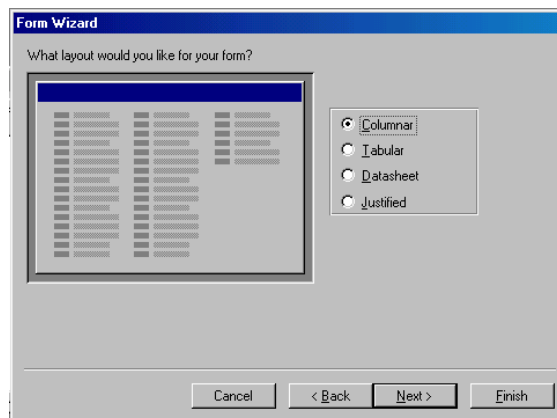 Form Wizard
What layout would you like for your form?
Columnar
Tabular
Datasheet
Justified
Cancel
< Back
Next >
Finish